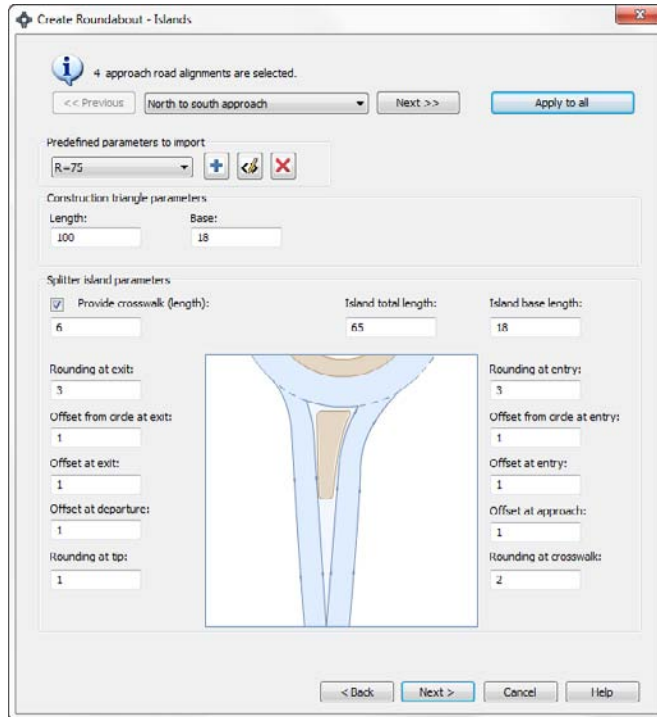 Create Roundabout - Islands
4 approach road alignments are selected.
<< Previous North to south approach Next >> Apply to all
Predefined parameters to import
R=75
Construction triangle parameters
Length: Base:
100 18
Splitter island parameters
Provide crosswalk (length): Island total length: Island base length:
6 65 18
Rounding at exit: Rounding at entry:
3 3
Offset from circle at exit: Offset from circle at entry:
1 1
Offset at exit: Offset at entry:
1 1
Offset at departure: Offset at approach:
1 1
Rounding at tip: Rounding at crosswalk:
1 2
< Back Next > Cancel Help